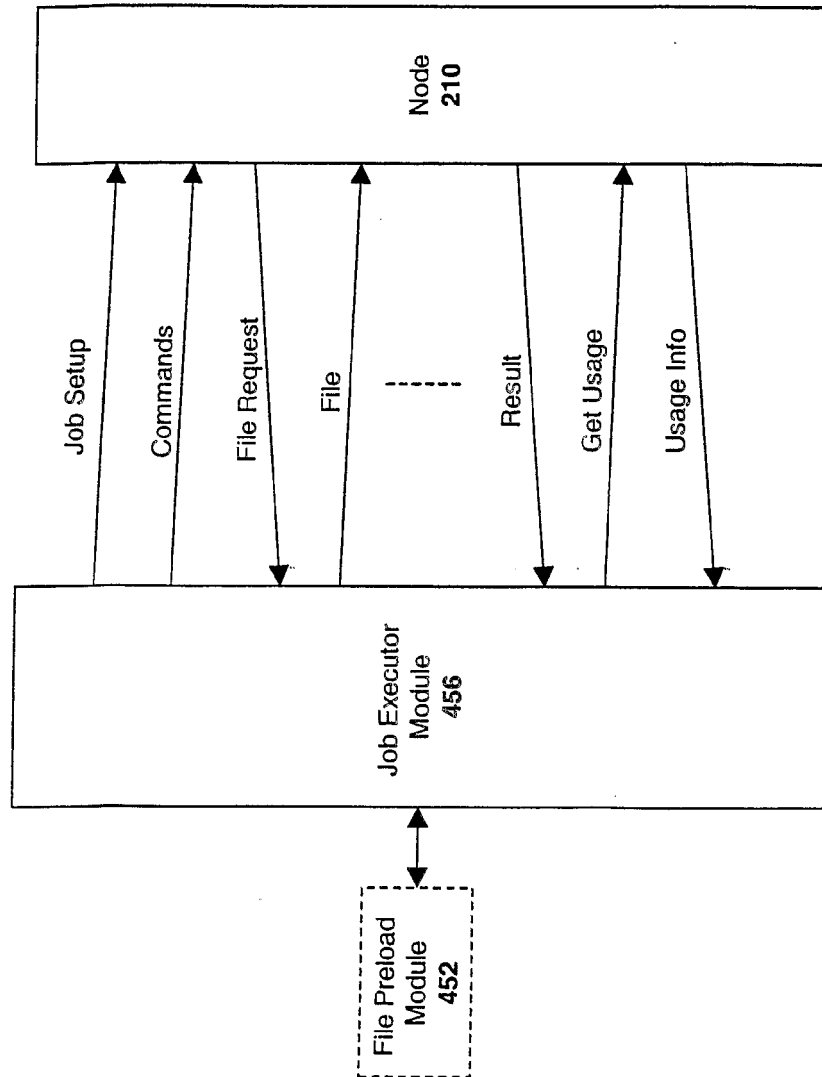 File Preload
Module
452
Job Executor
Module
456
Job Setup
Commands
File Request
File
Result
Get Usage
Usage Info
Node
210